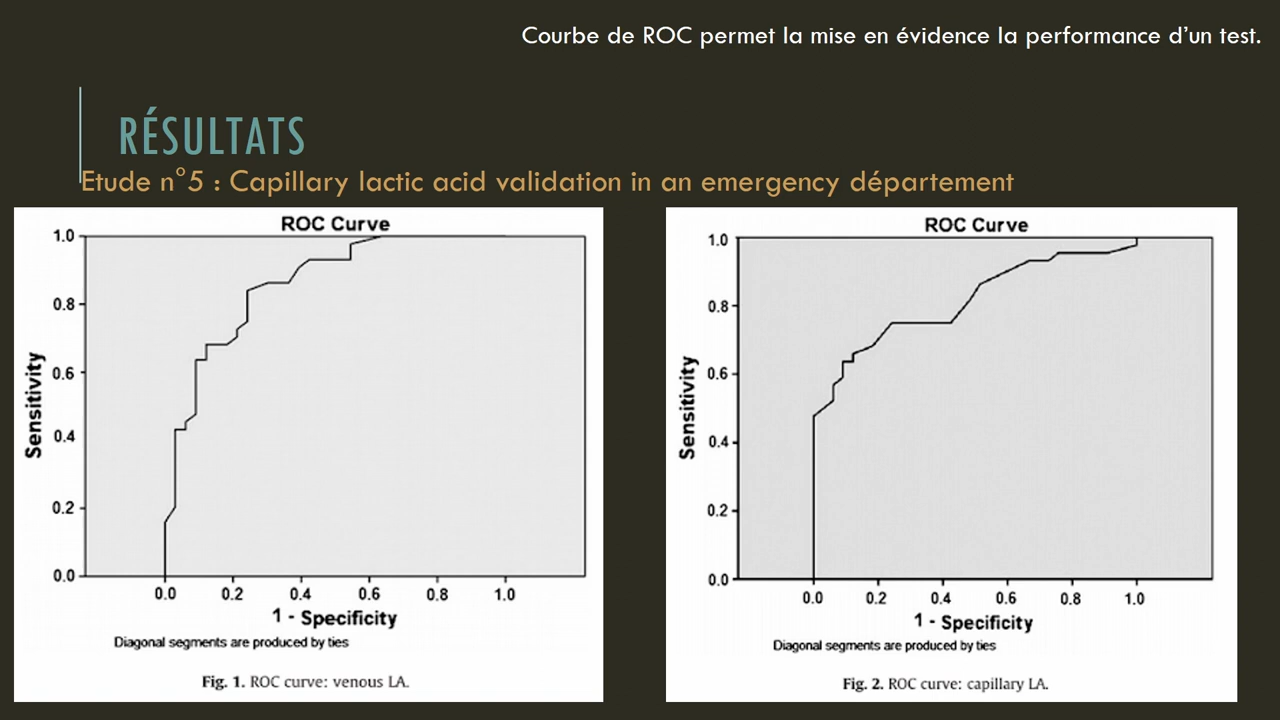 Courbe de ROC permet la mise en évidence la performance d'un test.
RÉSULTATS
Etude n°5 : Capillary lactic acid validation in an emergency département
ROC Curve
1.0
0.8
0.6
0.4
0.2
0.0
Sensitivity
0.0 0.2 0.4 0.6 0.8 1.0
1 - Specificity
Diagonal segments are produced by ties
Fig. 1. ROC curve: venous LA.
ROC Curve
1.0
0.8
0.6
0.4
0.2
0.0
Sensitivity
0.0 0.2 0.4 0.6 0.8 1.0
1 - Specificity
Diagonal segments are produced by ties
Fig. 2. ROC curve: capillary LA.